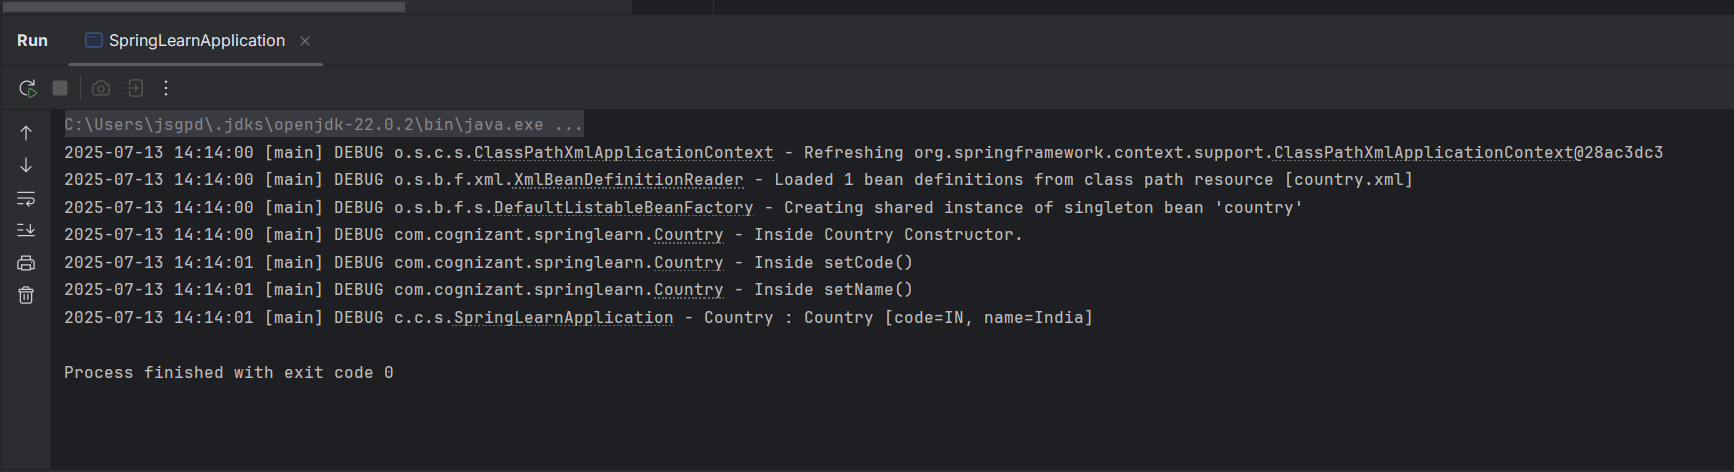 Run SpringLearnApplication
C:\Users\jsgpd\.jdks\openjdk-22.0.2\bin\java.exe ...
2025-07-13 14:14:00 [main] DEBUG o.s.c.s.ClassPathXmlApplicationContext - Refreshing org.springframework.context.support.ClassPathXmlApplicationContext@28ac3dc3
2025-07-13 14:14:00 [main] DEBUG o.s.b.f.xml.XmlBeanDefinitionReader - Loaded 1 bean definitions from class path resource [country.xml]
2025-07-13 14:14:00 [main] DEBUG o.s.b.f.s.DefaultListableBeanFactory - Creating shared instance of singleton bean 'country'
2025-07-13 14:14:00 [main] DEBUG com.cognizant.springlearn.Country - Inside Country Constructor.
2025-07-13 14:14:01 [main] DEBUG com.cognizant.springlearn.Country - Inside setCode()
2025-07-13 14:14:01 [main] DEBUG com.cognizant.springlearn.Country - Inside setName()
2025-07-13 14:14:01 [main] DEBUG c.c.s.SpringLearnApplication - Country : Country [code=IN, name=India]
Process finished with exit code 0